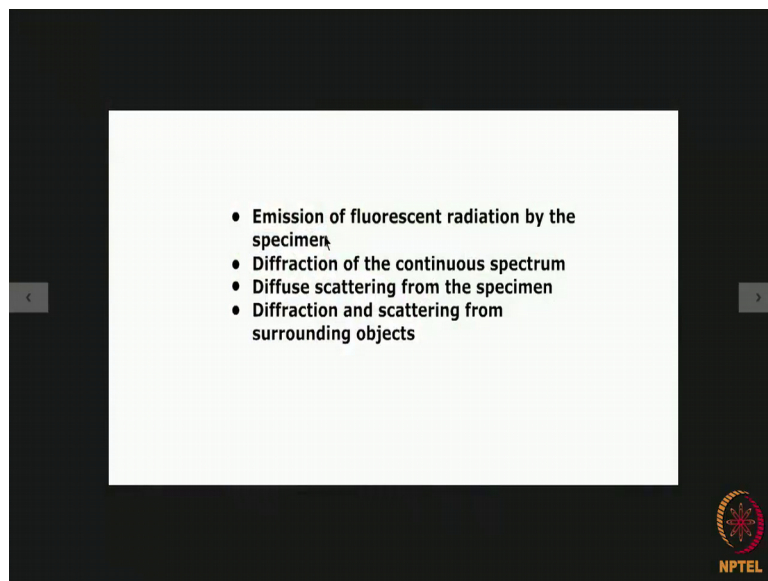 • Emission of fluorescent radiation by the
specimen
• Diffraction of the continuous spectrum
• Diffuse scattering from the specimen
• Diffraction and scattering from
surrounding objects
NPTEL